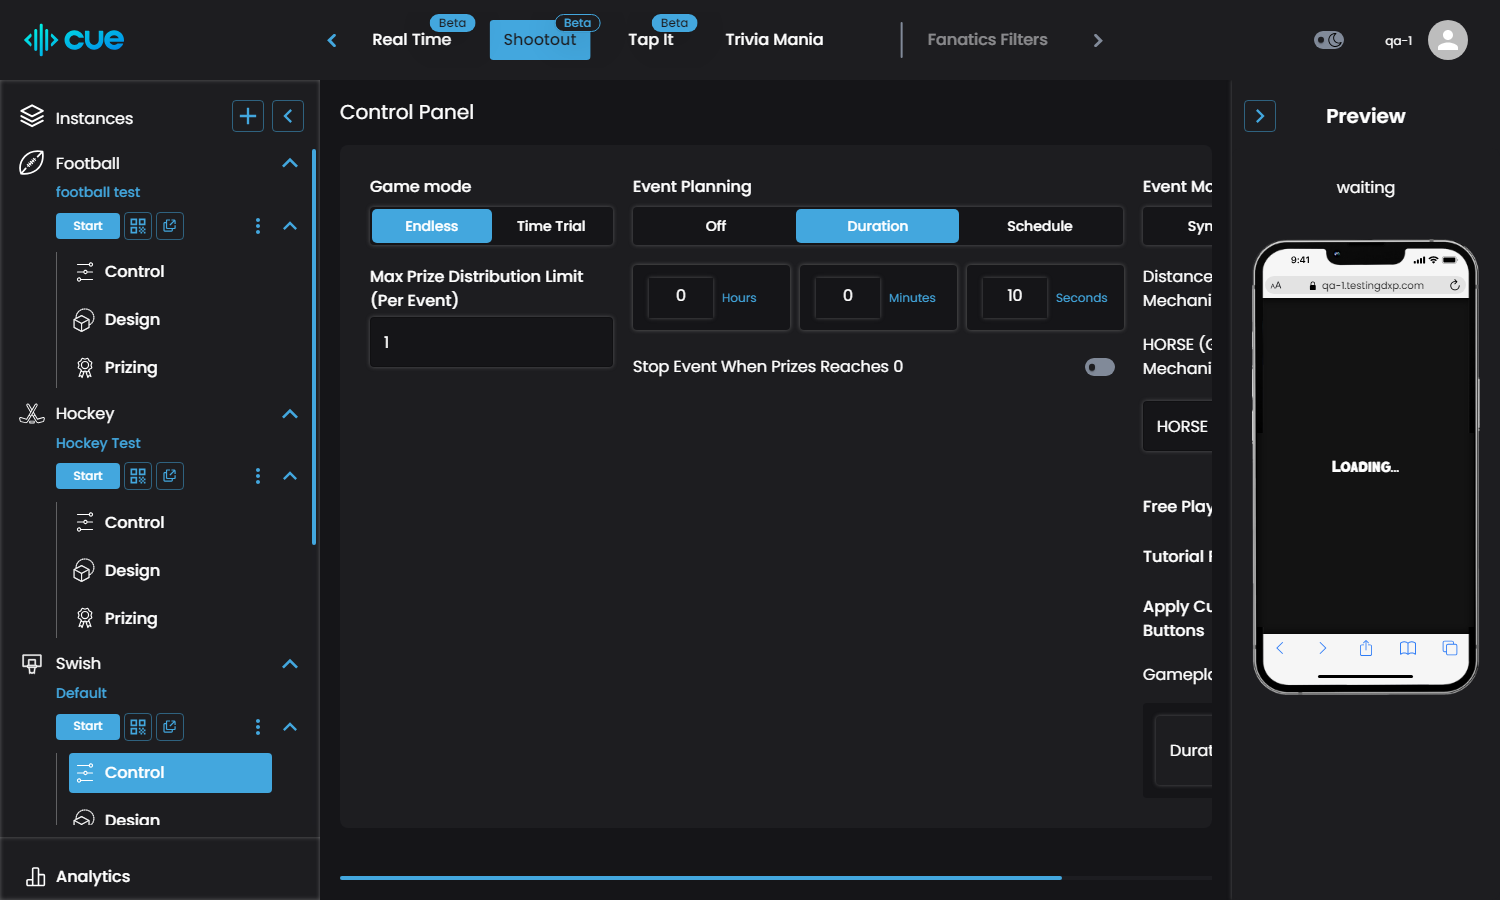 cue
Real Time
Beta
Shootout
Beta
Tap It
Beta
Trivia Mania
Fanatics Filters
qa-1
Instances
Football
football test
Start
Control
Design
Prizing
Hockey
Hockey Test
Start
Control
Design
Prizing
Swish
Default
Start
Control
Design
Analytics
Control Panel
Game mode
Endless
Time Trial
Max Prize Distribution Limit
(Per Event)
1
Event Planning
Off
Duration
Schedule
0 Hours
0 Minutes
10 Seconds
Stop Event When Prizes Reaches 0
Event Mo
Syn
Distance
Mechani
HORSE (G
Mechani
HORSE
Free Play
Tutorial
Apply Cu
Buttons
Gamepl
Durat
Preview
waiting
9:41
AA
qa-1.testingdxp.com
Loading...